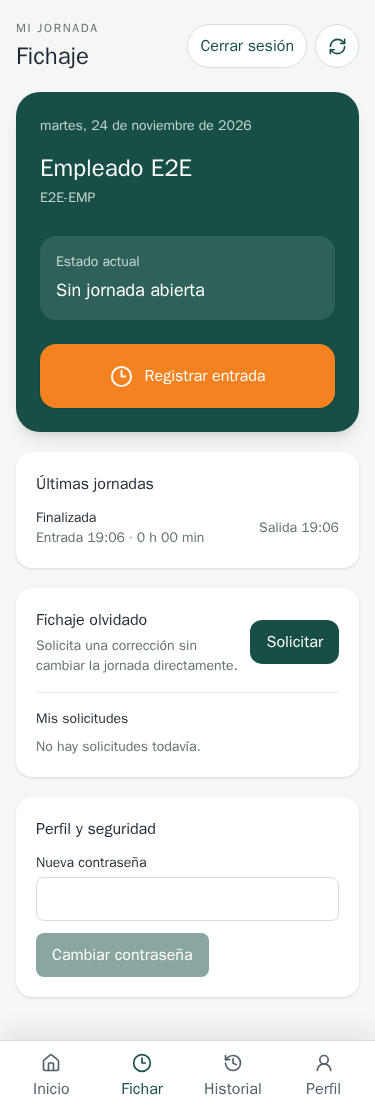 MI JORNADA
Fichaje
Cerrar sesión
martes, 24 de noviembre de 2026
Empleado E2E
E2E-EMP
Estado actual
Sin jornada abierta
Registrar entrada
Últimas jornadas
Finalizada
Entrada 19:06 · 0 h 00 min
Salida 19:06
Fichaje olvidado
Solicita una corrección sin
cambiar la jornada directamente.
Solicitar
Mis solicitudes
No hay solicitudes todavía.
Perfil y seguridad
Nueva contraseña
Cambiar contraseña
Inicio
Fichar
Historial
Perfil